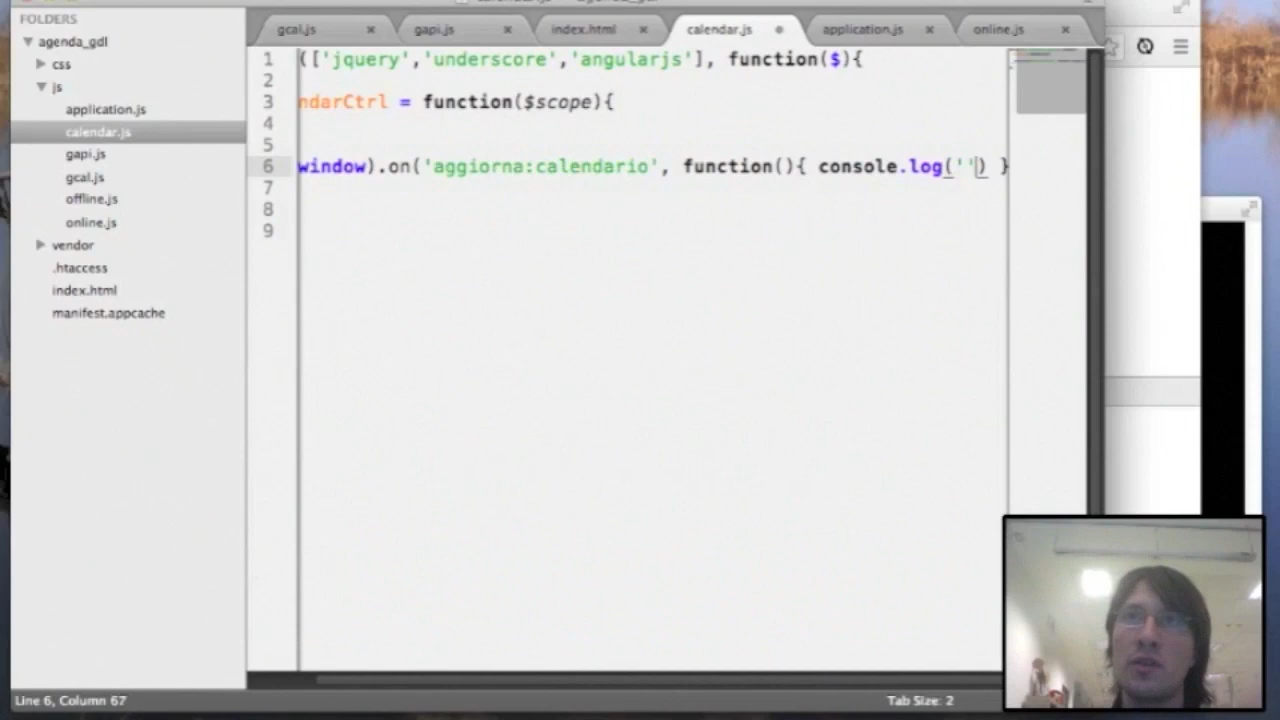 FOLDERS
agenda_gdl
css
js
application.js
calendar.js
gapi.js
gcal.js
offline.js
online.js
vendor
.htaccess
index.html
manifest.appcache
gcal.js
gapi.js
index.html
calendar.js
application.js
online.js
1 (['jquery','underscore','angularjs'], function($){
2
3 ndarCtrl = function($scope){
4
5
6 window).on('aggiorna:calendario', function(){ console.log('') }
7
8
9
Line 6, Column 67
Tab Size: 2